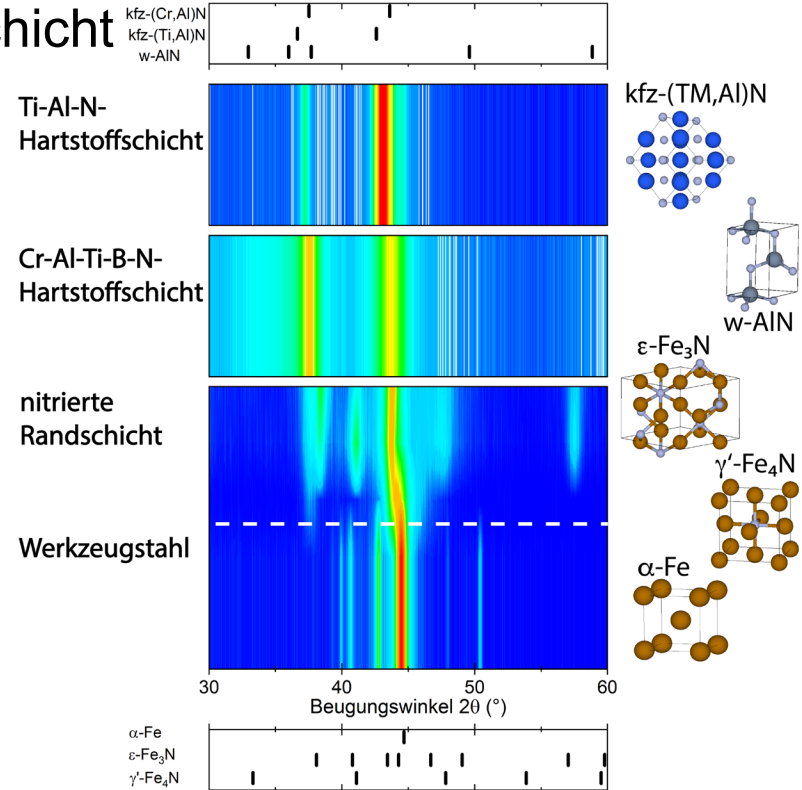 hicht
kfz-(Cr,Al)N
kfz-(Ti,Al)N
w-AlN
Ti-Al-N-
Hartstoffschicht
kfz-(TM,Al)N
Cr-Al-Ti-B-N-
Hartstoffschicht
w-AlN
ε-Fe₃N
nitrierte
Randschicht
γ‘-Fe₄N
Werkzeugstahl
α-Fe
30 40 50 60
Beugungswinkel 2θ (°)
α-Fe
ε-Fe₃N
γ'-Fe₄N